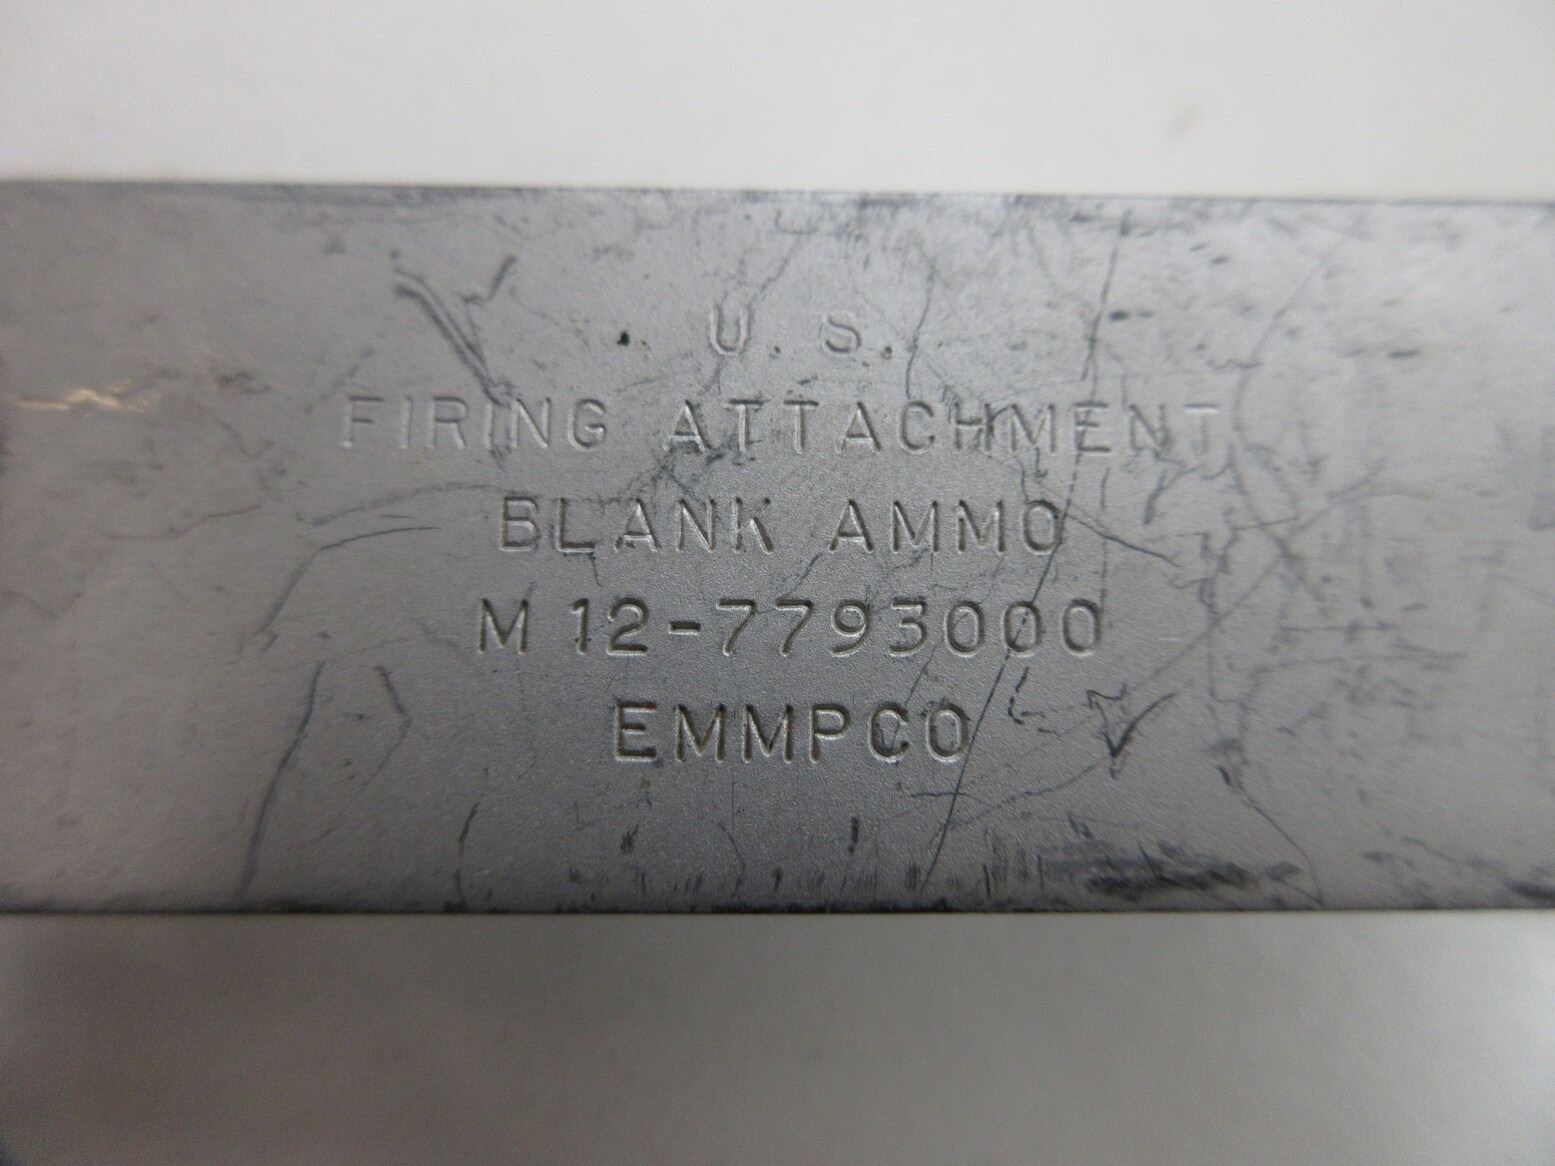 U. S.
FIRING ATTACHMENT
BLANK AMMO
M 12-7793000
EMMPCO